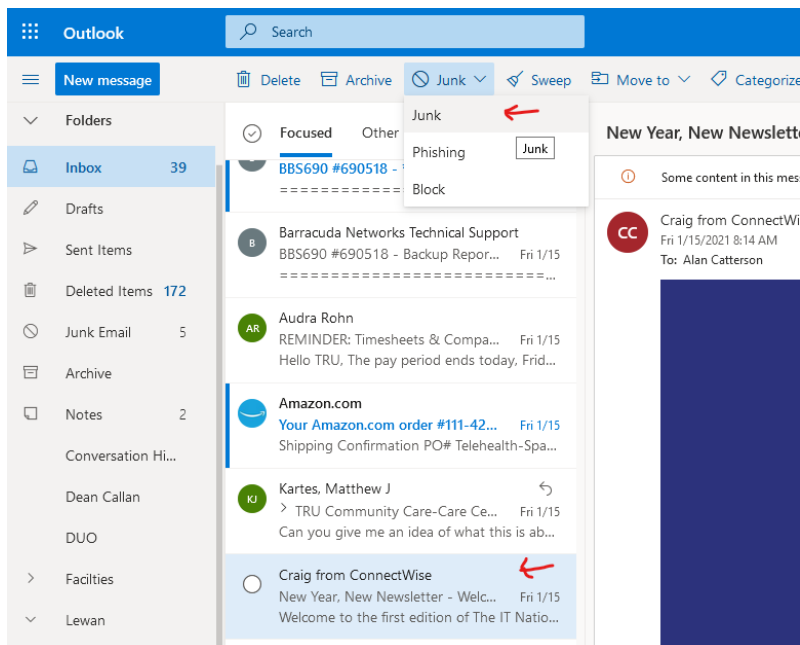 Outlook
Search
New message
Delete
Archive
Junk
Sweep
Move to
Categorize
Folders
Inbox 39
Drafts
Sent Items
Deleted Items 172
Junk Email 5
Archive
Notes 2
Conversation Hi...
Dean Callan
DUO
Facilties
Lewan
Focused
Other
Junk
Phishing
Block
Junk
BBS690 #690518 -
============
B
Barracuda Networks Technical Support
BBS690 #690518 - Backup Repor... Fri 1/15
==========================...
AR
Audra Rohn
REMINDER: Timesheets & Compa... Fri 1/15
Hello TRU, The pay period ends today, Frid...
Amazon.com
Your Amazon.com order #111-42... Fri 1/15
Shipping Confirmation PO# Telehealth-Spa...
KJ
Kartes, Matthew J
TRU Community Care-Care Ce... Fri 1/15
Can you give me an idea of what this is ab...
Craig from ConnectWise
New Year, New Newsletter - Welc... Fri 1/15
Welcome to the first edition of The IT Natio...
New Year, New Newslette
Some content in this mes
CC
Craig from ConnectWi
Fri 1/15/2021 8:14 AM
To: Alan Catterson